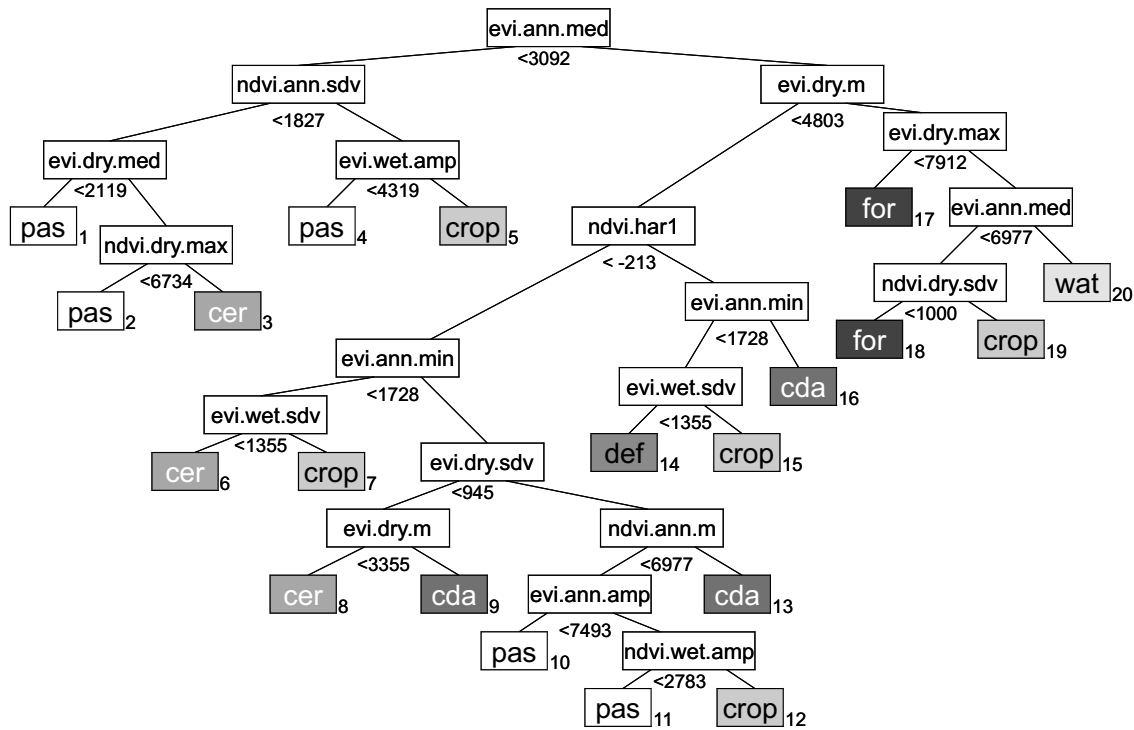 evi.ann.med
<3092
ndvi.ann.sdv
evi.dry.m
<1827
<4803
evi.dry.max
evi.dry.med
evi.wet.amp
<7912
<2119
<4319
for 17
evi.ann.med
pas 1
pas 4
crop 5
ndvi.har1
<6977
ndvi.dry.max
< -213
ndvi.dry.sdv
wat 20
<6734
evi.ann.min
<1000
pas 2
cer 3
<1728
for 18
crop 19
evi.ann.min
<1728
evi.wet.sdv
cda 16
evi.wet.sdv
<1355
<1355
evi.dry.sdv
def 14
crop 15
cer 6
crop 7
<945
evi.dry.m
ndvi.ann.m
<3355
<6977
cer 8
cda 9
evi.ann.amp
cda 13
<7493
pas 10
ndvi.wet.amp
<2783
pas 11
crop 12